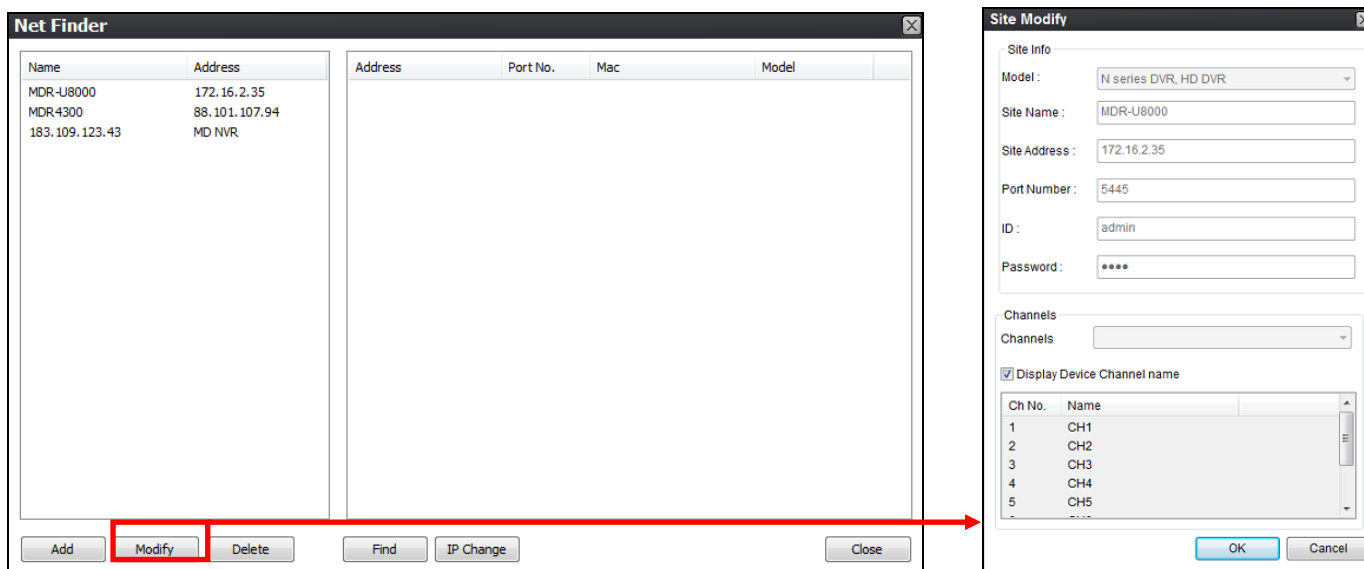 Net Finder
Name Address
MDR-U8000 172.16.2.35
MDR4300 88.101.107.94
183.109.123.43 MD NVR
Address Port No. Mac Model
Add Modify Delete Find IP Change Close
Site Modify
Site Info
Model : N series DVR, HD DVR
Site Name : MDR-U8000
Site Address : 172.16.2.35
Port Number : 5445
ID : admin
Password : ●●●●
Channels
Channels
Display Device Channel name
Ch No. Name
1 CH1
2 CH2
3 CH3
4 CH4
5 CH5
OK Cancel